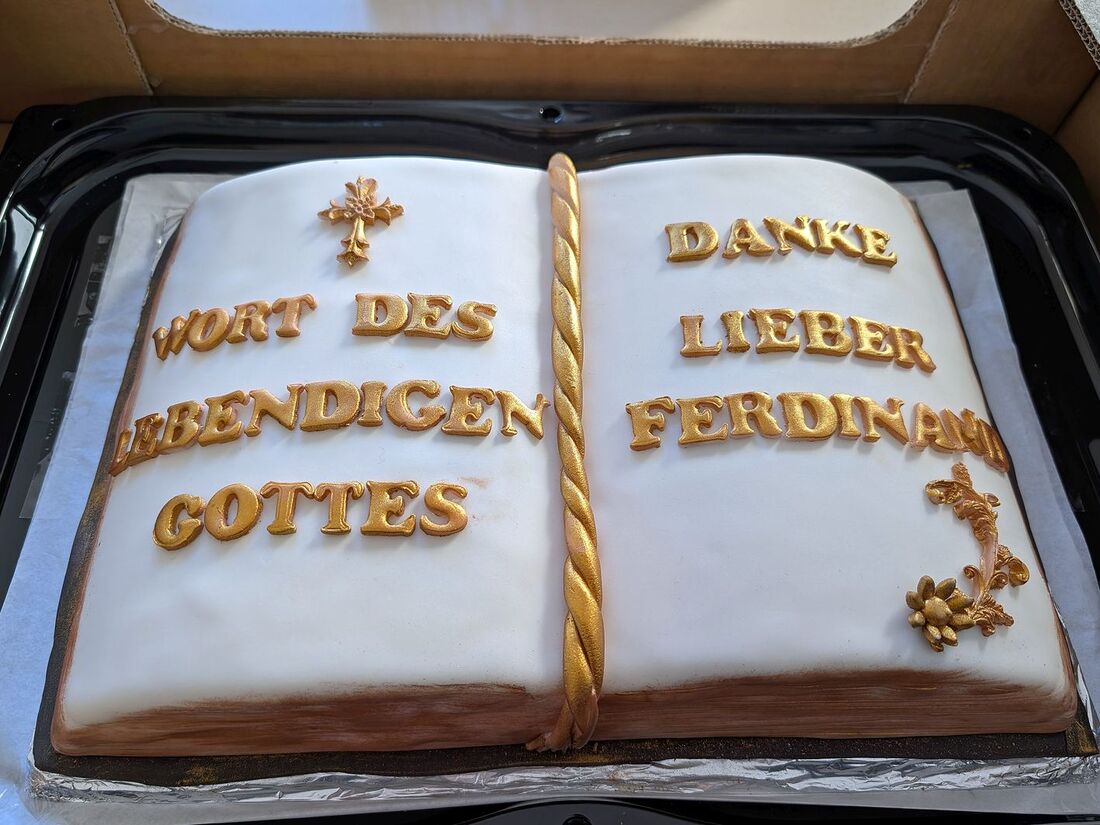 WORT DES
LEBENDIGEN
GOTTES
DANKE
LIEBER
FERDINAND